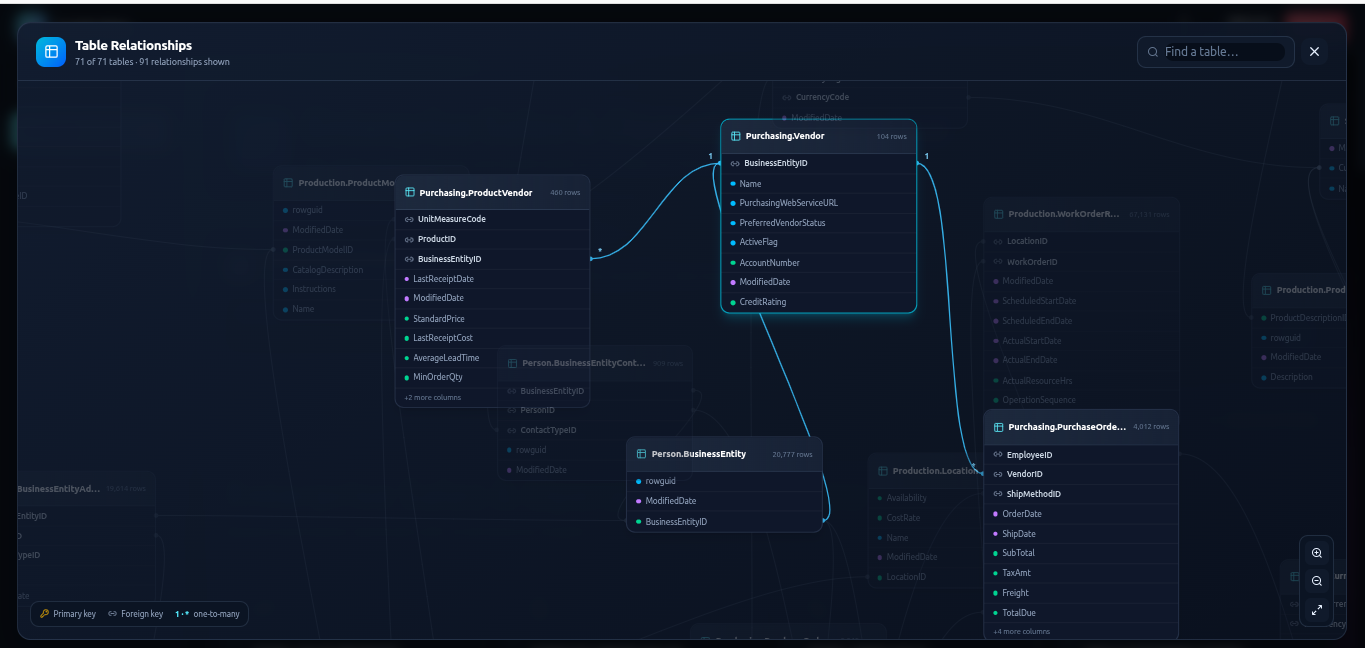 Table Relationships
71 of 71 tables · 91 relationships shown
Find a table...
CurrencyCode
ModifiedDate
Purchasing.Vendor
104 rows
1
BusinessEntityID
1
Name
PurchasingWebServiceURL
PreferredVendorStatus
ActiveFlag
AccountNumber
ModifiedDate
CreditRating
Production.ProductMo
rowguid
ModifiedDate
ProductModelID
CatalogDescription
Instructions
Name
Purchasing.ProductVendor
460 rows
UnitMeasureCode
ProductID
BusinessEntityID
*
LastReceiptDate
ModifiedDate
StandardPrice
LastReceiptCost
AverageLeadTime
MinOrderQty
+2 more columns
Person.BusinessEntityCont...
909 rows
BusinessEntityID
PersonID
ContactTypeID
rowguid
ModifiedDate
Person.BusinessEntity
20,777 rows
rowguid
ModifiedDate
BusinessEntityID
Production.WorkOrderR...
LocationID
WorkOrderID
ModifiedDate
ScheduledStartDate
ScheduledEndDate
ActualStartDate
ActualEndDate
ActualResourceHrs
OperationSequence
Production.Prod
ProductDescriptionI
rowguid
ModifiedDate
Description
Production.Location
Availability
CostRate
Name
ModifiedDate
LocationID
Purchasing.PurchaseOrde...
4,012 rows
EmployeeID
*
VendorID
ShipMethodID
OrderDate
ShipDate
SubTotal
TaxAmt
Freight
TotalDue
+4 more columns
BusinessEntityAd...
EntityID
ypeID
Primary key
Foreign key
1 · * one-to-many